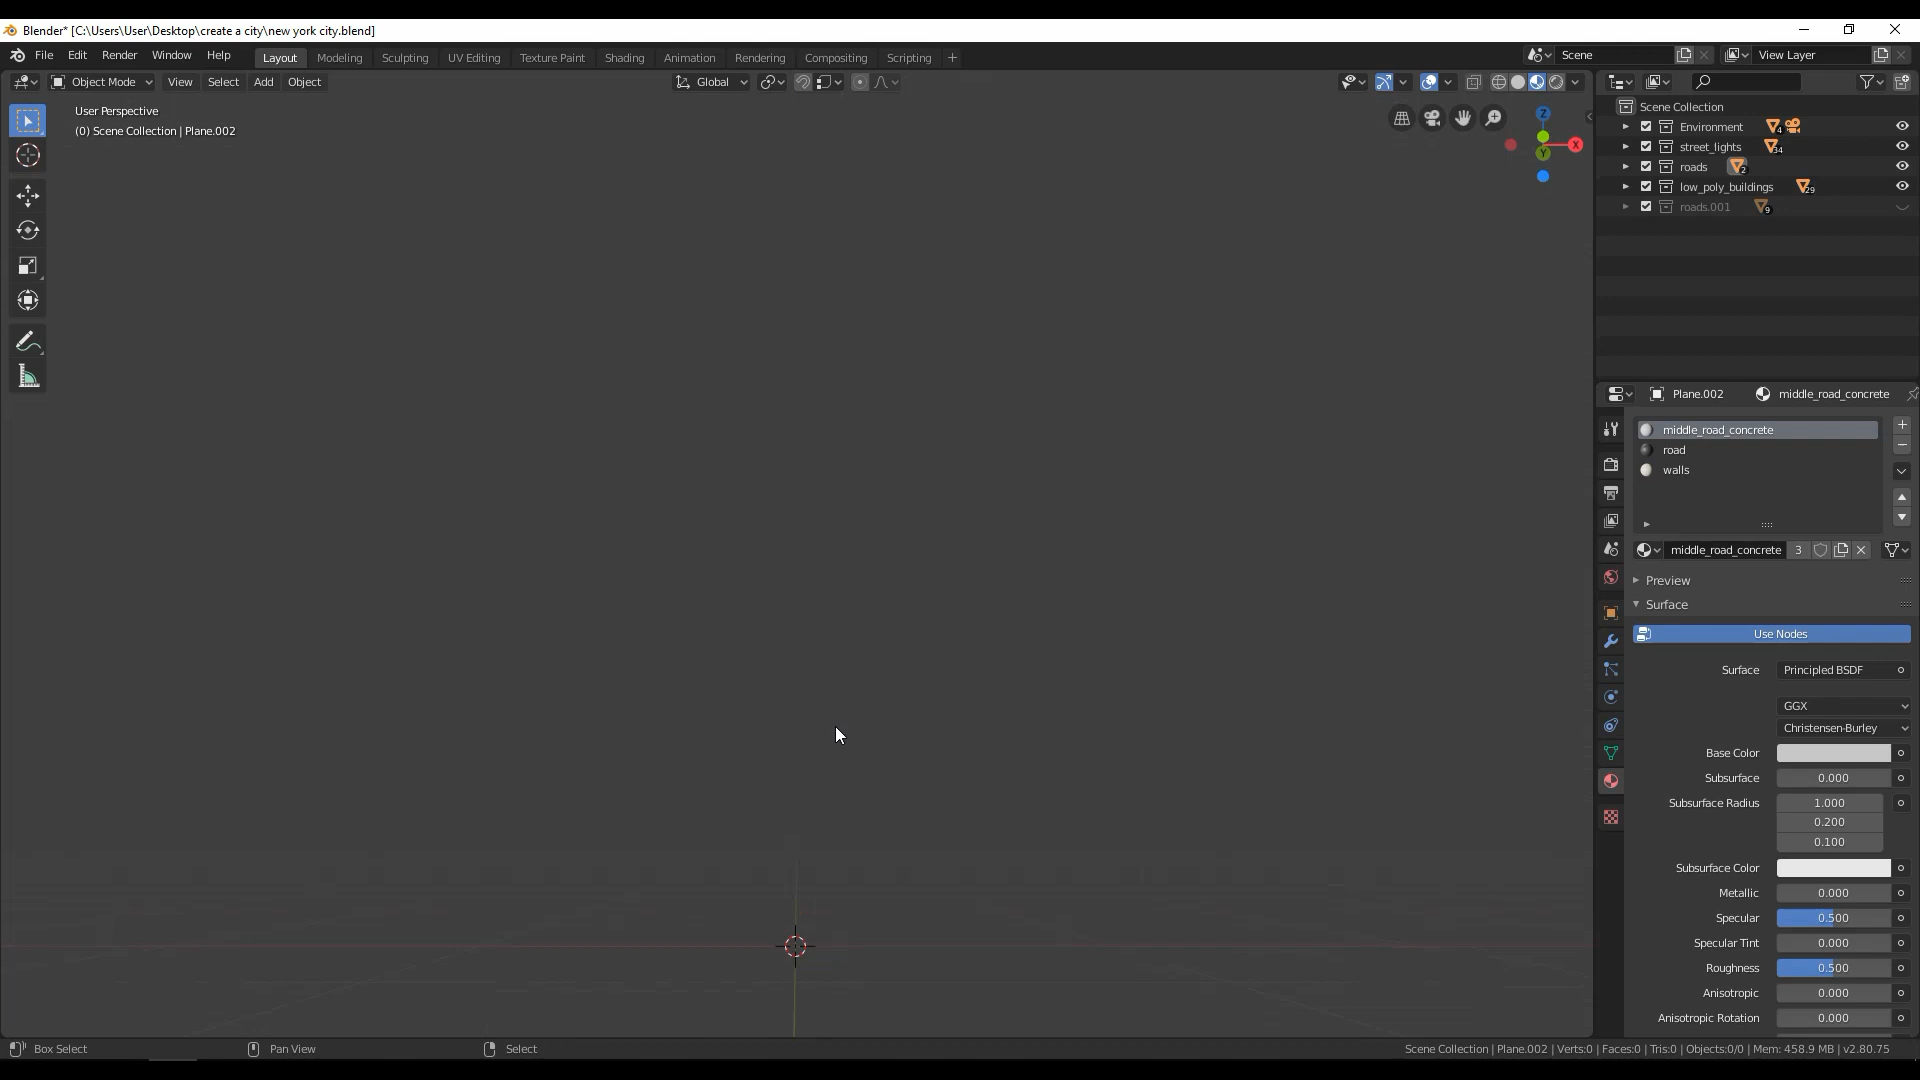 Blender* [C:\Users\User\Desktop\create a city\new york city.blend]
File Edit Render Window Help Layout Modeling Sculpting UV Editing Texture Paint Shading Animation Rendering Compositing Scripting + Scene View Layer
Object Mode View Select Add Object Global
User Perspective
(0) Scene Collection | Plane.002
X
Y
Z
Scene Collection
Environment 4
street_lights 34
roads 2
low_poly_buildings 29
roads.001 9
Plane.002 middle_road_concrete
middle_road_concrete
road
walls
middle_road_concrete 3
Preview
Surface
Use Nodes
Surface Principled BSDF
GGX
Christensen-Burley
Base Color
Subsurface 0.000
Subsurface Radius 1.000
0.200
0.100
Subsurface Color
Metallic 0.000
Specular 0.500
Specular Tint 0.000
Roughness 0.500
Anisotropic 0.000
Anisotropic Rotation 0.000
Box Select Pan View Select Scene Collection | Plane.002 | Verts:0 | Faces:0 | Tris:0 | Objects:0/0 | Mem: 458.9 MB | v2.80.75